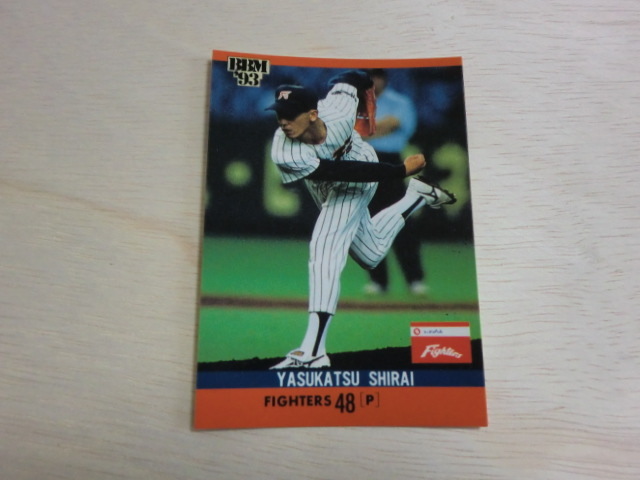 BBM
'93
Fighters
YASUKATSU SHIRAI
FIGHTERS 48 [P]